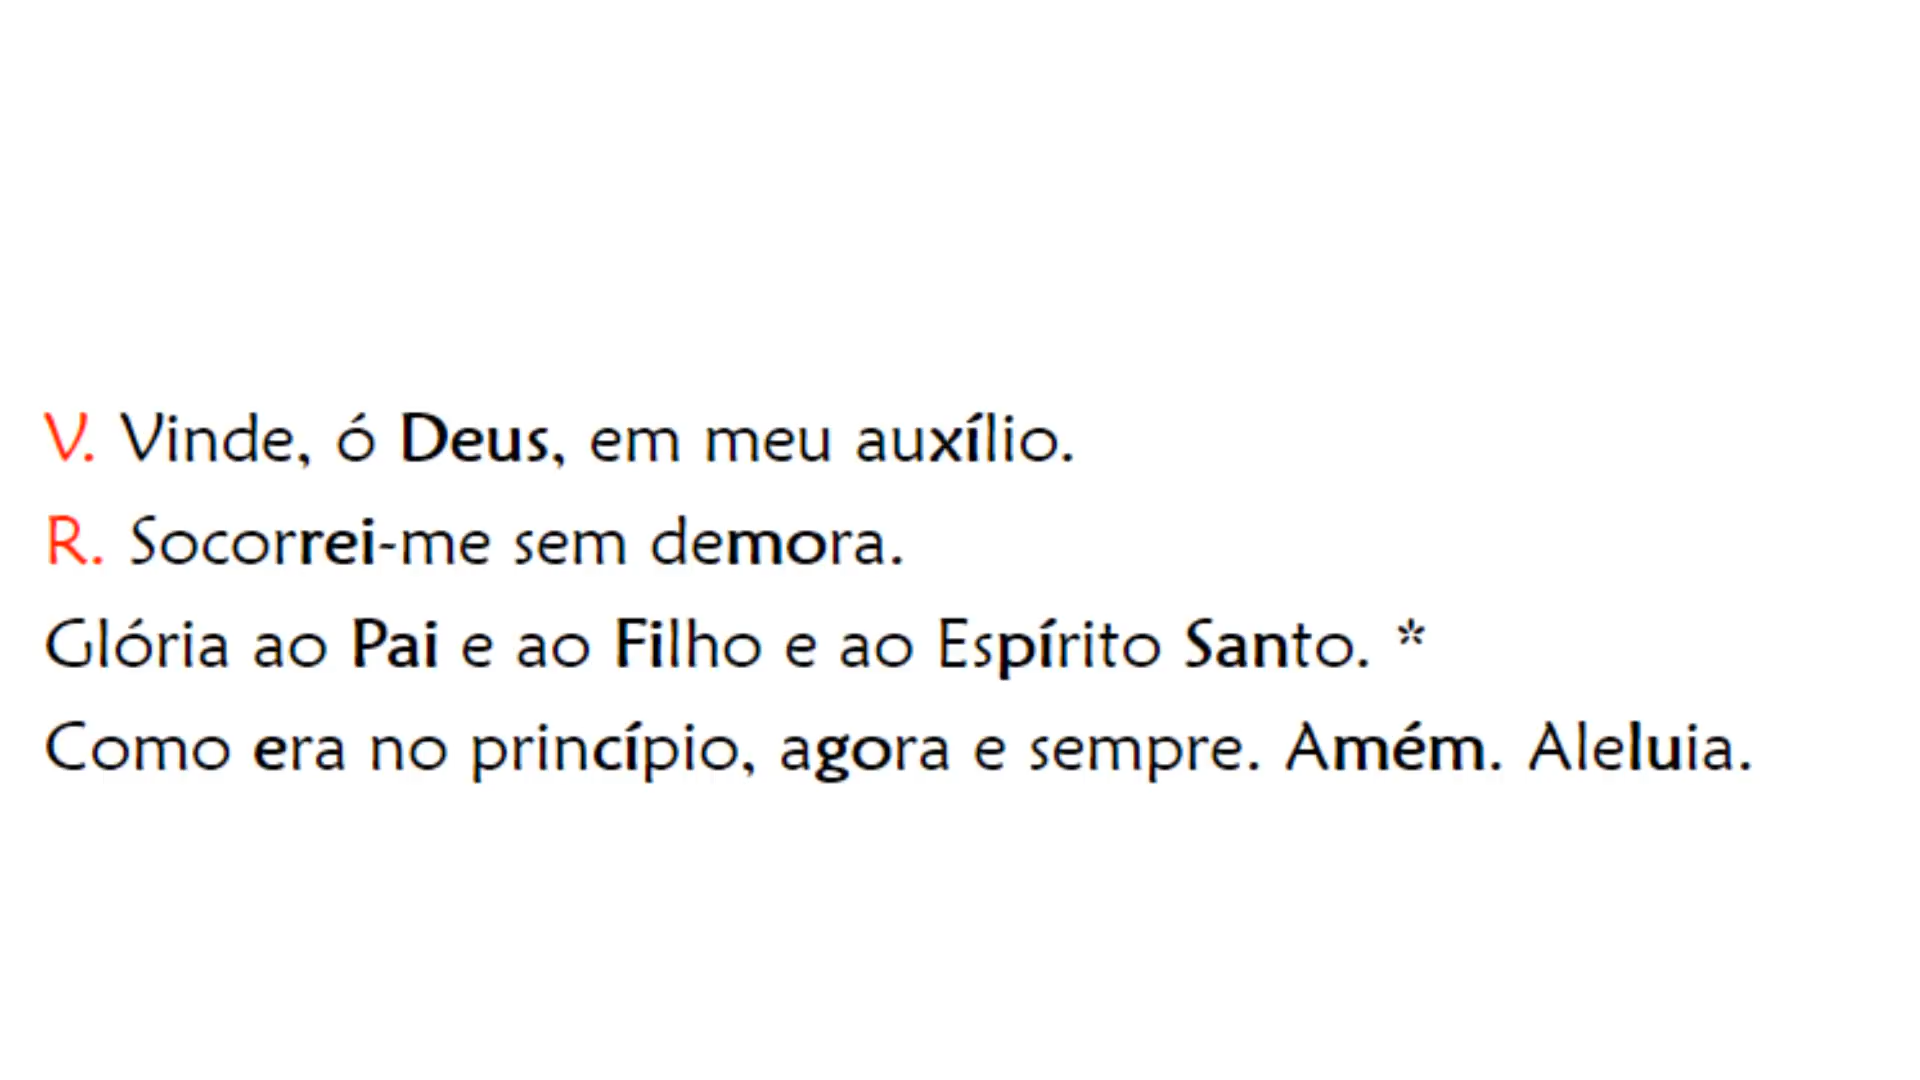 V. Vinde, ó Deus, em meu auxílio.
R. Socorrei-me sem demora.
Glória ao Pai e ao Filho e ao Espírito Santo. *
Como era no princípio, agora e sempre. Amém. Aleluia.